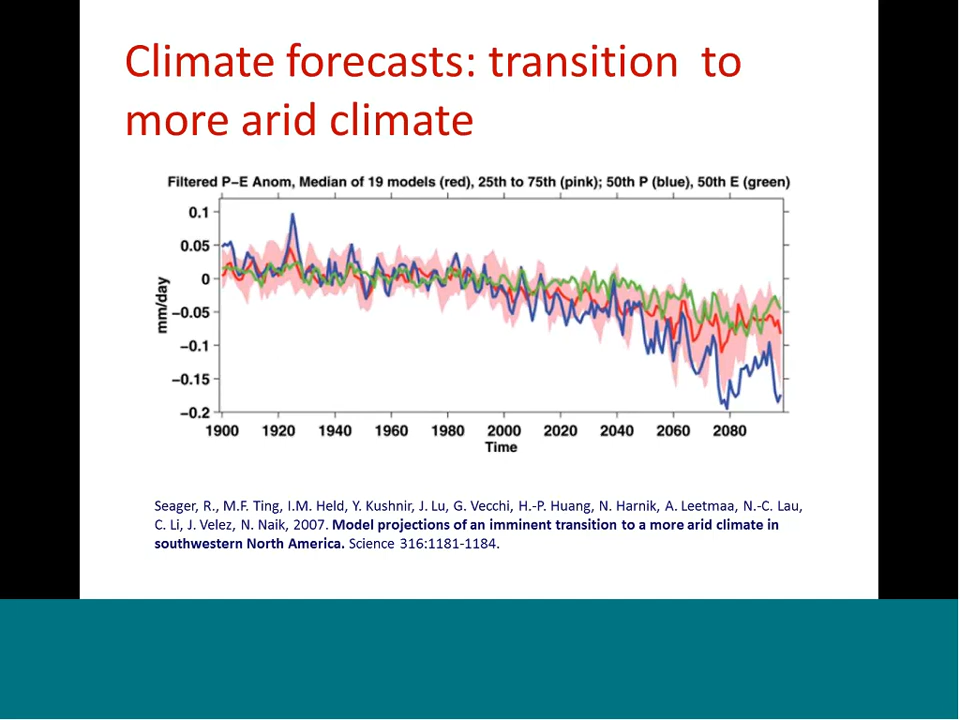 Climate forecasts: transition to
more arid climate
Filtered P−E Anom, Median of 19 models (red), 25th to 75th (pink); 50th P (blue), 50th E (green)
0.1
0.05
0
−0.05
−0.1
−0.15
−0.2
mm/day
1900 1920 1940 1960 1980 2000 2020 2040 2060 2080
Time
Seager, R., M.F. Ting, I.M. Held, Y. Kushnir, J. Lu, G. Vecchi, H.-P. Huang, N. Harnik, A. Leetmaa, N.-C. Lau,
C. Li, J. Velez, N. Naik, 2007. Model projections of an imminent transition to a more arid climate in
southwestern North America. Science 316:1181-1184.